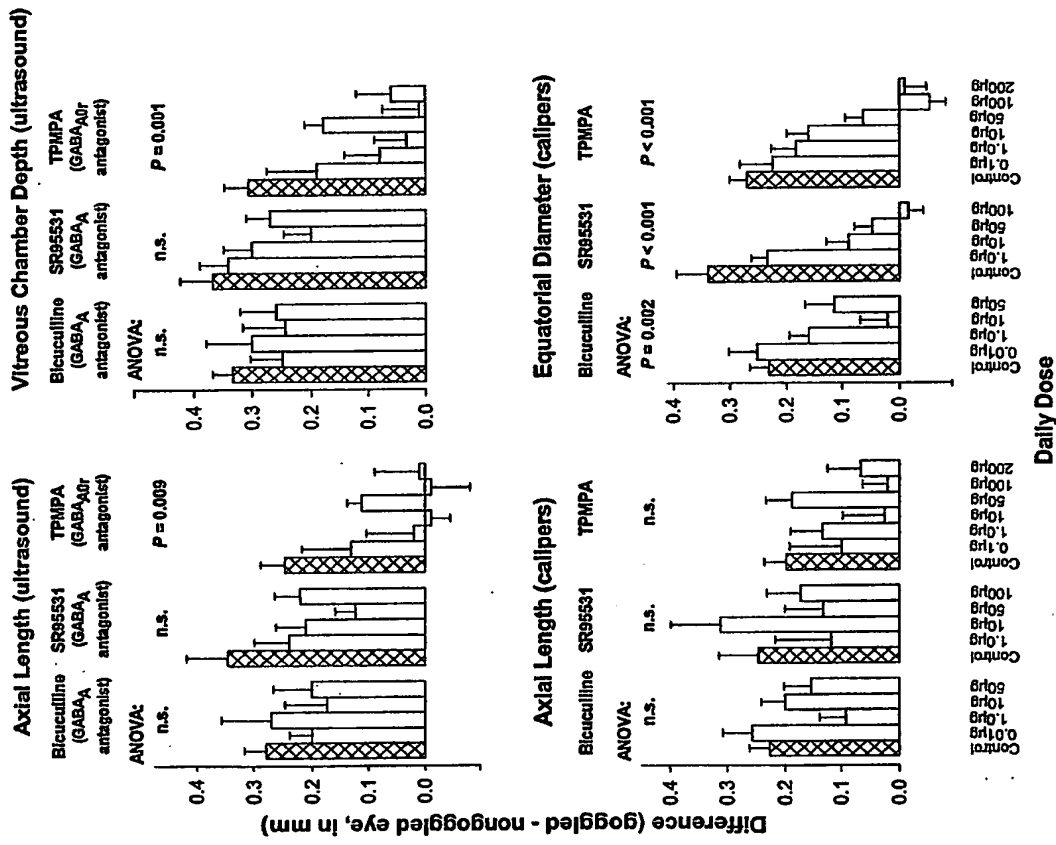 Axial Length (ultrasound)
Bicuculline
(GABAA
antagonist)
SR95531
(GABAA
antagonist)
TPMPA
(GABAA0r
antagonist)
ANOVA:
n.s.
n.s.
P = 0.009
0.4
0.3
0.2
0.1
0.0
Vitreous Chamber Depth (ultrasound)
Bicuculline
(GABAA
antagonist)
SR95531
(GABAA
antagonist)
TPMPA
(GABAA0r
antagonist)
ANOVA:
n.s.
n.s.
P = 0.001
0.4
0.3
0.2
0.1
0.0
Difference (goggled - nongoggled eye, in mm)
Axial Length (calipers)
Bicuculline
SR95531
TPMPA
ANOVA:
n.s.
n.s.
n.s.
0.4
0.3
0.2
0.1
0.0
Control
0.01µg
1.0µg
10µg
50µg
Control
1.0µg
10µg
50µg
100µg
Control
0.1µg
1.0µg
10µg
50µg
100µg
200µg
Equatorial Diameter (calipers)
Bicuculline
SR95531
TPMPA
ANOVA:
P = 0.002
P < 0.001
P < 0.001
0.4
0.3
0.2
0.1
0.0
Control
0.01µg
1.0µg
10µg
50µg
Control
1.0µg
10µg
50µg
100µg
Control
0.1µg
1.0µg
10µg
50µg
100µg
200µg
Daily Dose